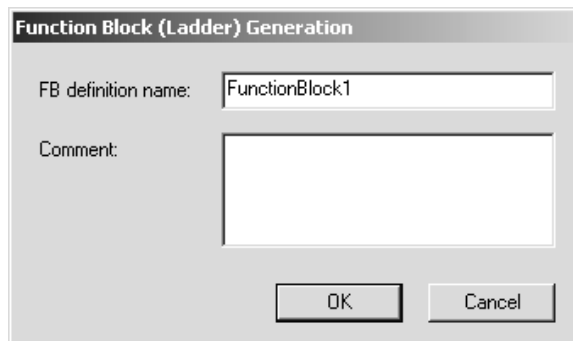 Function Block (Ladder) Generation
FB definition name: FunctionBlock1
Comment:
OK Cancel